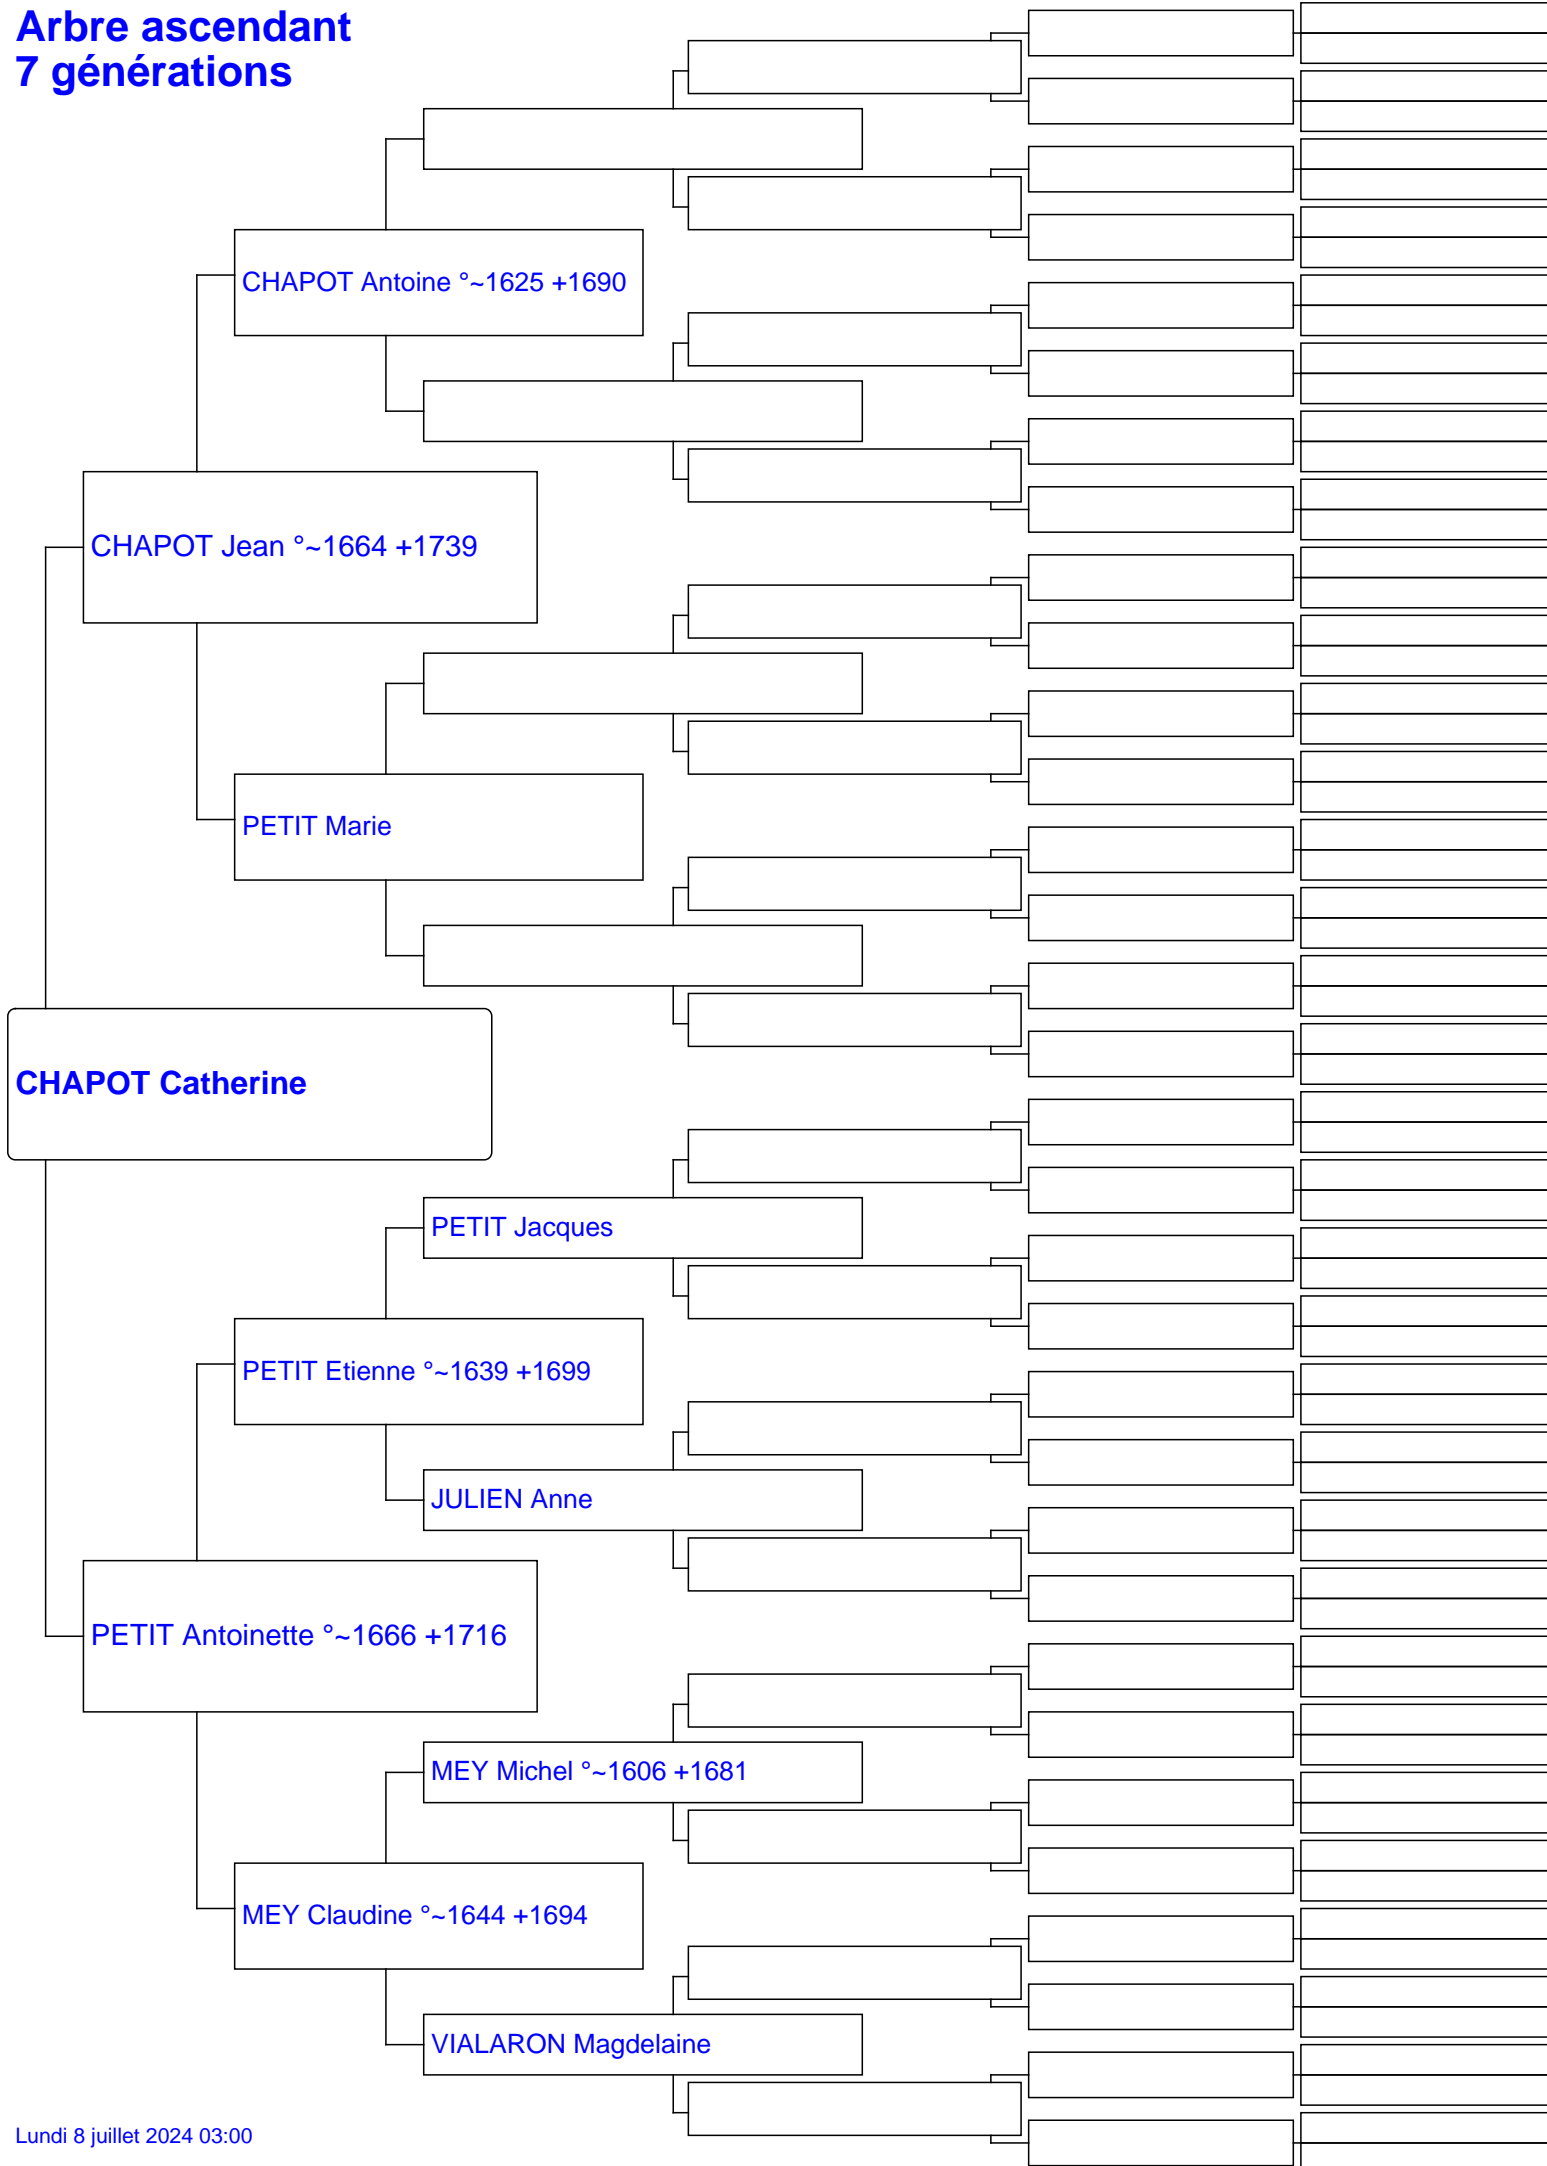 Arbre ascendant
7 générations
CHAPOT Antoine °~1625 +1690
CHAPOT Jean °~1664 +1739
PETIT Marie
CHAPOT Catherine
PETIT Jacques
PETIT Etienne °~1639 +1699
JULIEN Anne
PETIT Antoinette °~1666 +1716
MEY Michel °~1606 +1681
MEY Claudine °~1644 +1694
VIALARON Magdelaine
Lundi 8 juillet 2024 03:00